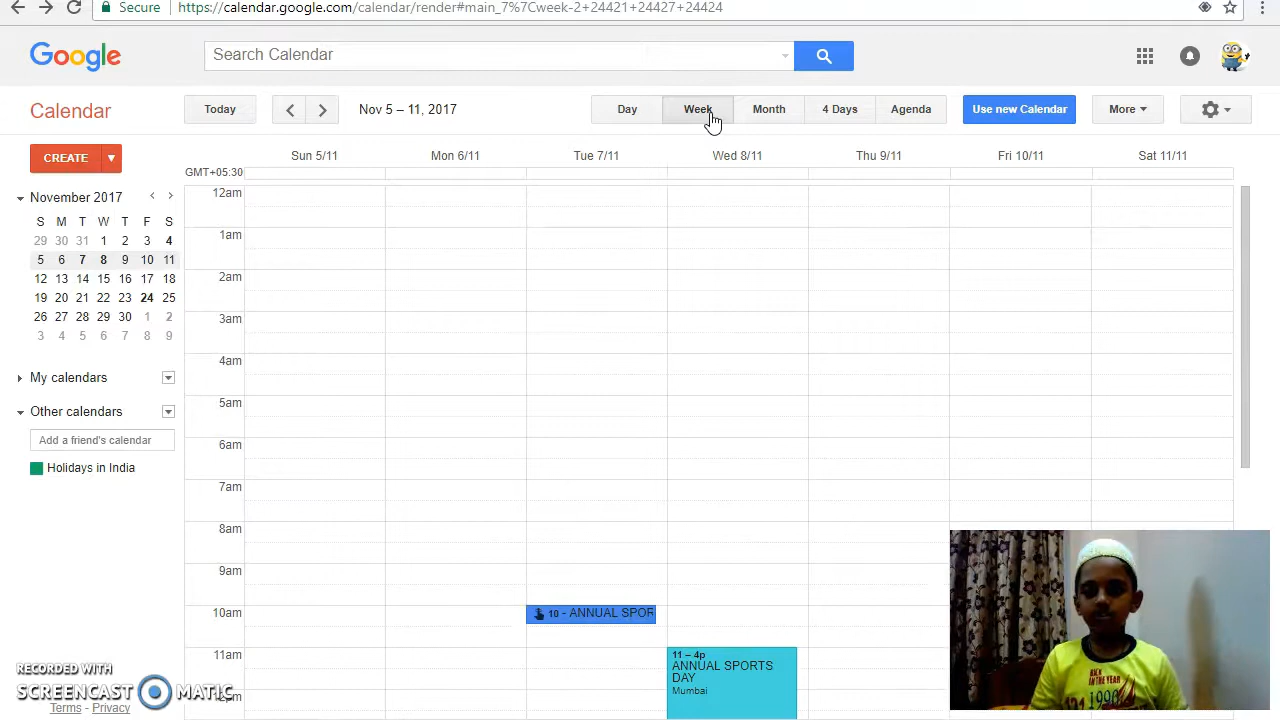 Secure https://calendar.google.com/calendar/render#main_7%7Cweek-2+24421+24427+24424
Google
Search Calendar
Calendar
Today
Nov 5 – 11, 2017
Day Week Month 4 Days Agenda
Use new Calendar
More
CREATE
Sun 5/11 Mon 6/11 Tue 7/11 Wed 8/11 Thu 9/11 Fri 10/11 Sat 11/11
GMT+05:30
November 2017
S M T W T F S
29 30 31 1 2 3 4
5 6 7 8 9 10 11
12 13 14 15 16 17 18
19 20 21 22 23 24 25
26 27 28 29 30 1 2
3 4 5 6 7 8 9
My calendars
Other calendars
Add a friend's calendar
Holidays in India
12am
1am
2am
3am
4am
5am
6am
7am
8am
9am
10am
11am
10 - ANNUAL SPOR
11 – 4p
ANNUAL SPORTS
DAY
Mumbai
RECORDED WITH
SCREENCAST MATIC
Terms - Privacy
IN THE YEAR
1990